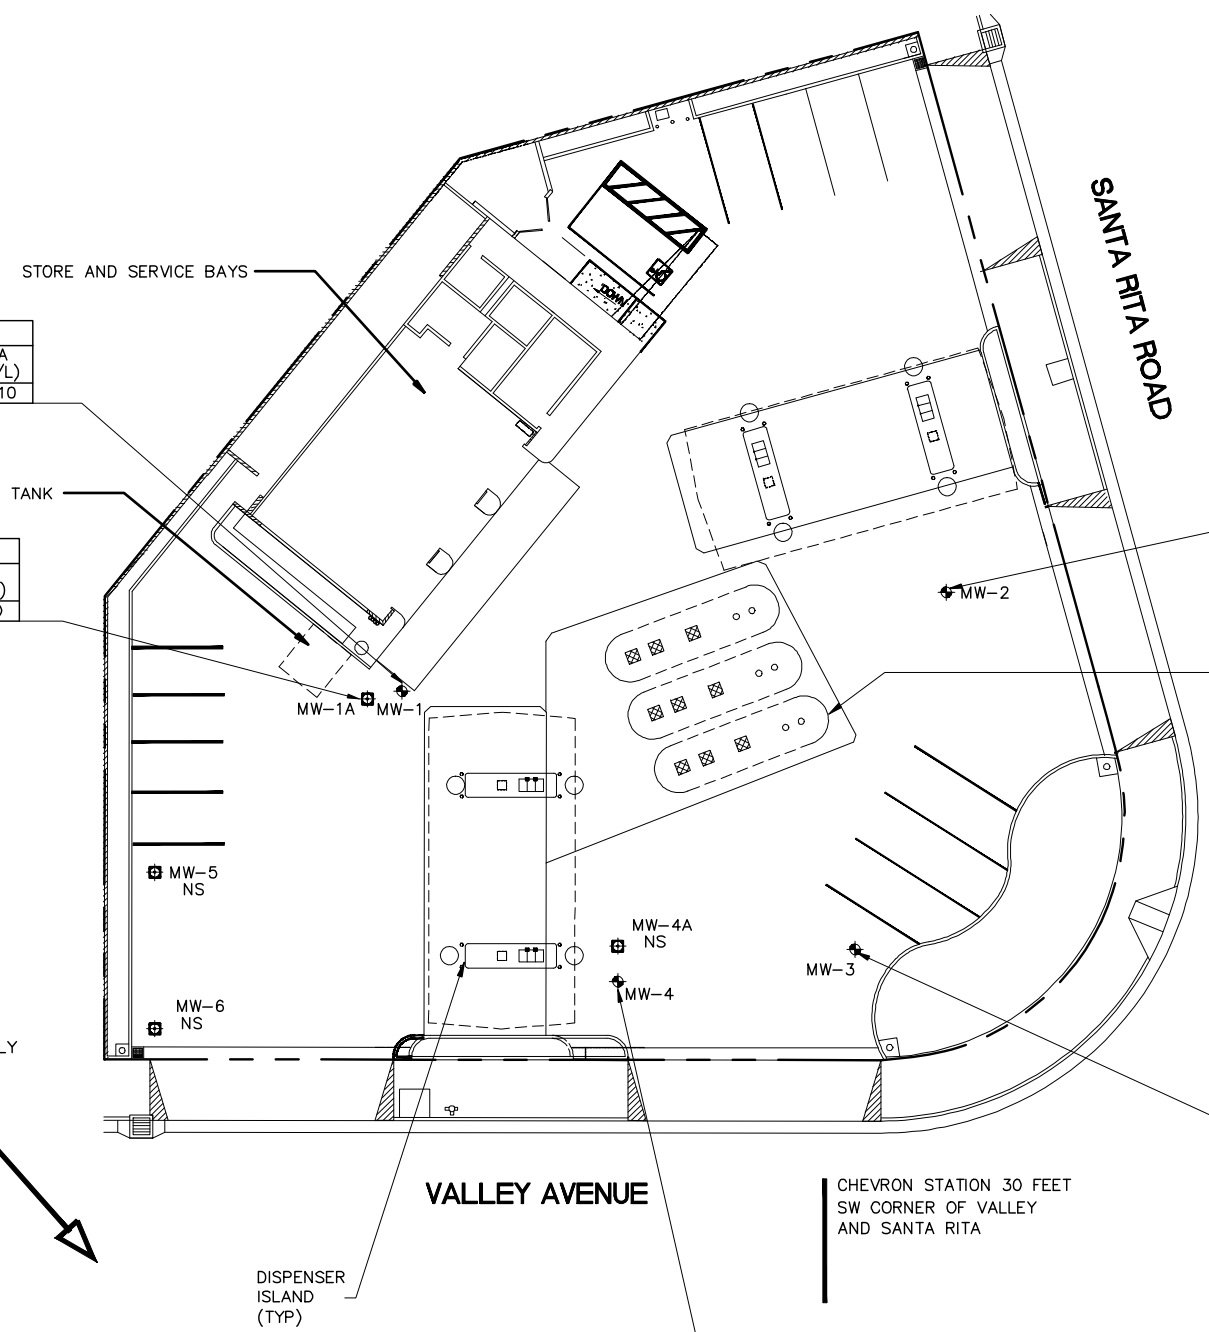 SANTA RITA ROAD
STORE AND SERVICE BAYS
DOWN
A
/L)
10
TANK
)
MW-2
MW-1A
MW-1
MW-5
NS
MW-4A
NS
MW-3
MW-4
MW-6
NS
LY
VALLEY AVENUE
CHEVRON STATION 30 FEET
SW CORNER OF VALLEY
AND SANTA RITA
DISPENSER
ISLAND
(TYP)